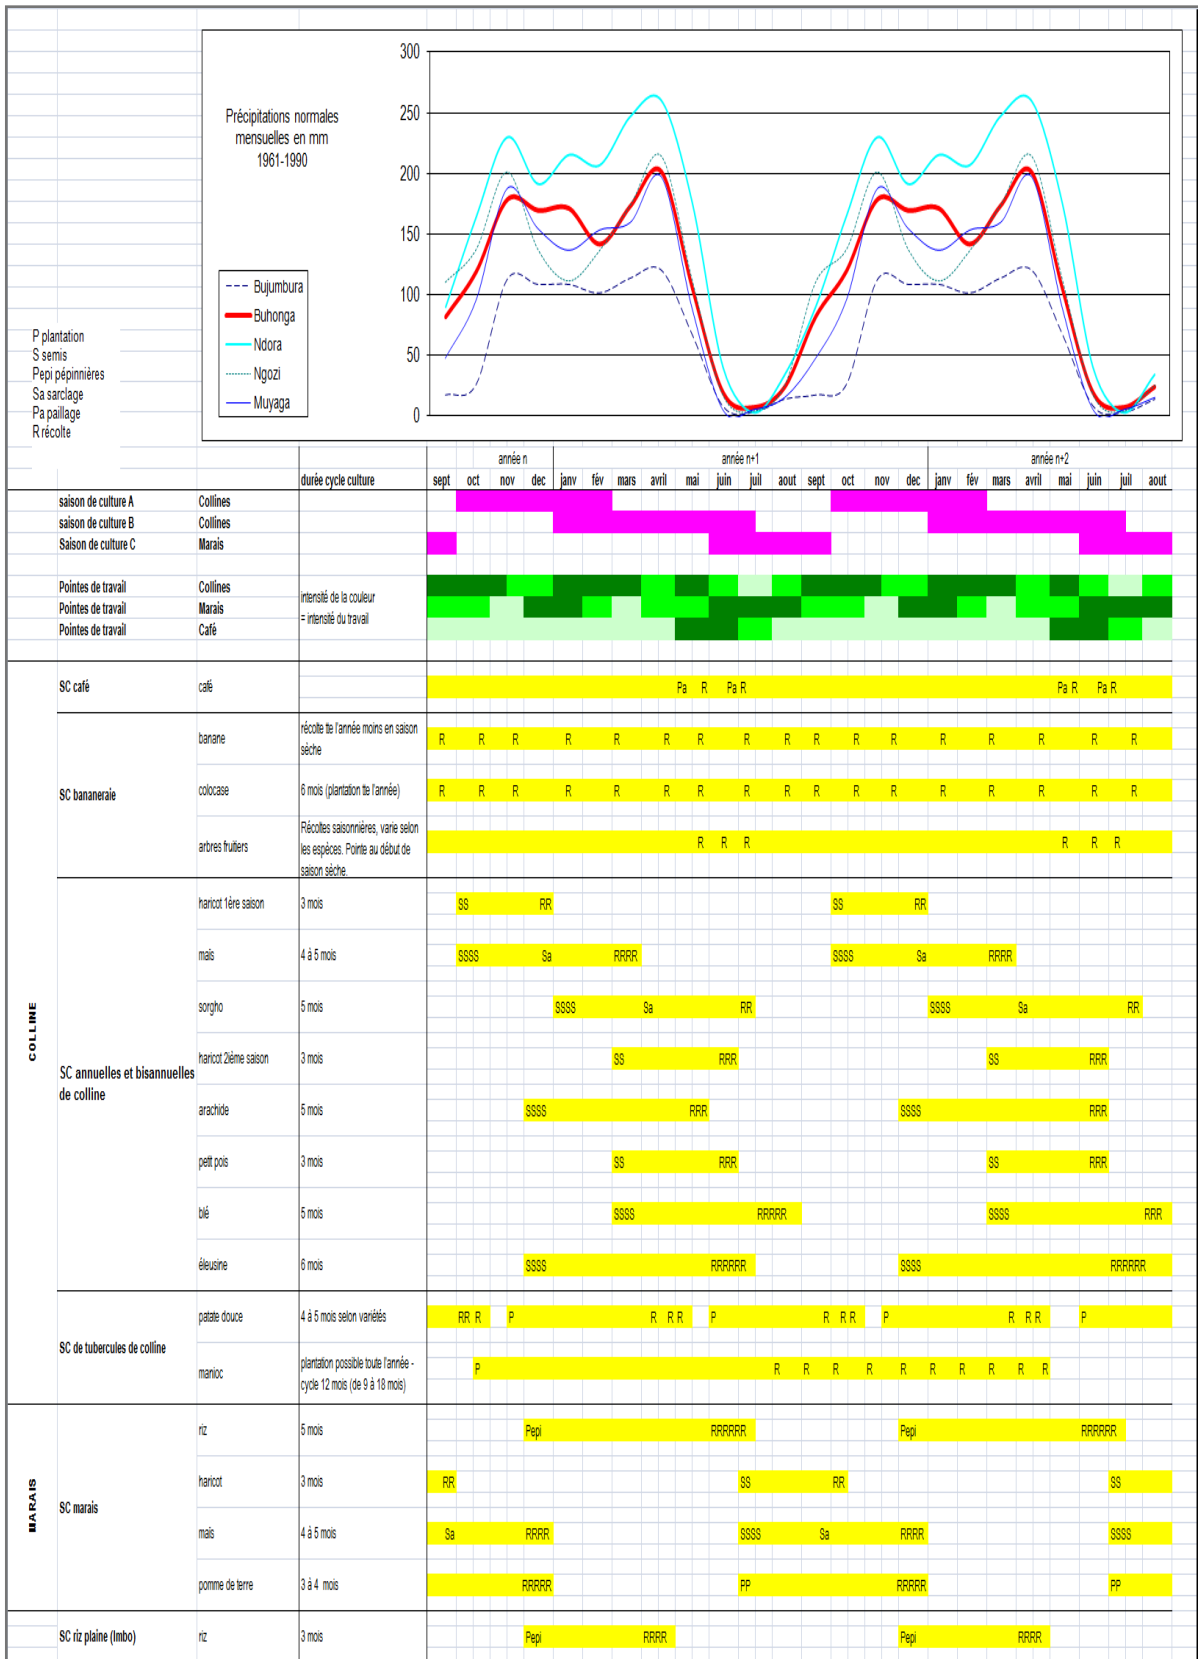 300
250
200
150
100
50
0
Précipitations normales
mensuelles en mm
1961-1990
Bujumbura
Buhonga
Ndora
Ngozi
Muyaga
P plantation
S semis
Pepi pépinnières
Sa sarclage
Pa paillage
R récolte
année n année n+1 année n+2
durée cycle culture sept oct nov dec janv fév mars avril mai juin juil aout sept oct nov dec janv fév mars avril mai juin juil aout
saison de culture A Collines
saison de culture B Collines
Saison de culture C Marais
Pointes de travail Collines
Pointes de travail Marais
Pointes de travail Café
intensité de la couleur
= intensité du travail
COLLINE
SC café café Pa R Pa R Pa R Pa R
SC bananeraie
banane récolte tte l'année moins en saison
sèche
R R R R R R R R R R R R R R R R R
colocase 6 mois (plantation tte l'année) R R R R R R R R R R R R R R R R R
arbres fruitiers Récoltes saisonnières, varie selon
les espèces. Pointe au début de
saison sèche.
R R R R R R
SC annuelles et bisannuelles
de colline
haricot 1ère saison 3 mois SS RR SS RR
maïs 4 à 5 mois SSSS Sa RRRR SSSS Sa RRRR
sorgho 5 mois SSSS Sa RR SSSS Sa RR
haricot 2ième saison 3 mois SS RRR SS RRR
arachide 5 mois SSSS RRR SSSS RRR
petit pois 3 mois SS RRR SS RRR
blé 5 mois SSSS RRRRR SSSS RRR
éleusine 6 mois SSSS RRRRRR SSSS RRRRRR
SC de tubercules de colline
patate douce 4 à 5 mois selon variétés RR R P R R R P R R R P R R R P
manioc plantation possible toute l'année -
cycle 12 mois (de 9 à 18 mois)
P R R R R R R R R R R
MARAIS
SC marais
riz 5 mois Pepi RRRRRR Pepi RRRRRR
haricot 3 mois RR SS RR SS
maïs 4 à 5 mois Sa RRRR SSSS Sa RRRR SSSS
pomme de terre 3 à 4 mois RRRRR PP RRRRR PP
SC riz plaine (Imbo) riz 3 mois Pepi RRRR Pepi RRRR